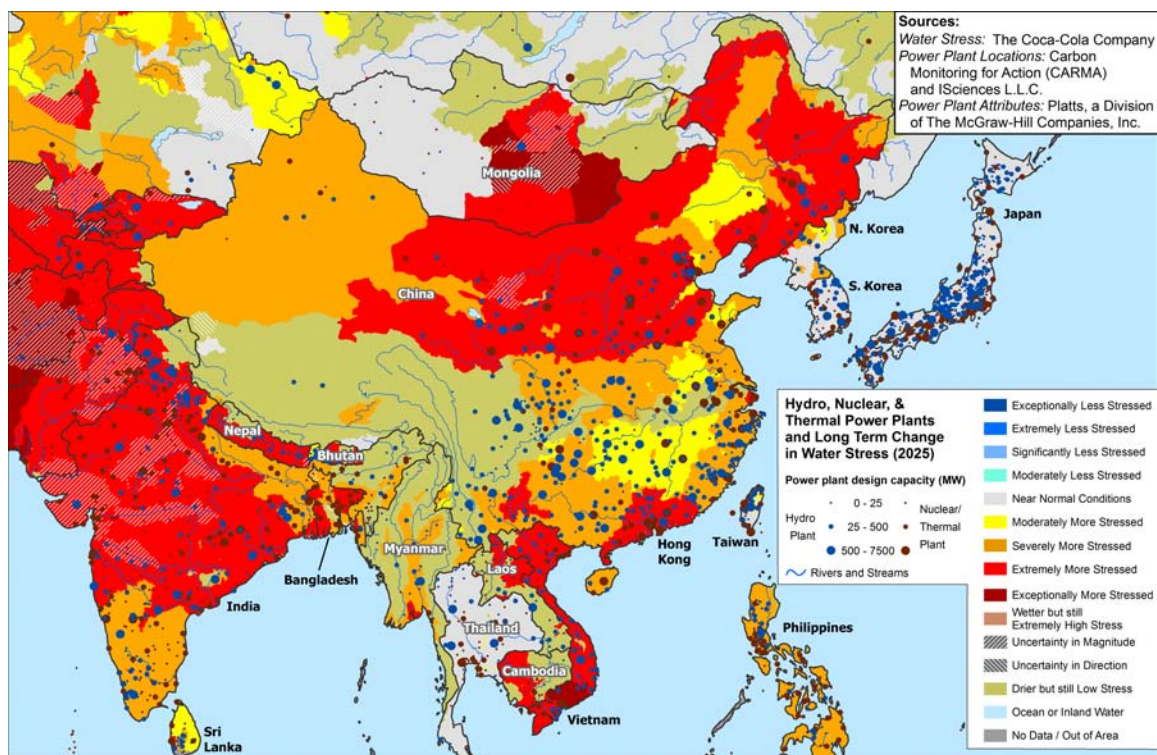 Sources:
Water Stress: The Coca-Cola Company
Power Plant Locations: Carbon
Monitoring for Action (CARMA)
and ISciences L.L.C.
Power Plant Attributes: Platts, a Division
of The McGraw-Hill Companies, Inc.
Mongolia
Japan
N. Korea
S. Korea
China
Nepal
Bhutan
Myanmar
Bangladesh
Laos
Hong
Kong
Taiwan
India
Thailand
Philippines
Cambodia
Vietnam
Sri
Lanka
Hydro, Nuclear, &
Thermal Power Plants
and Long Term Change
in Water Stress (2025)
Power plant design capacity (MW)
Hydro
Plant
0 - 25
25 - 500
500 - 7500
Nuclear/
Thermal
Plant
Rivers and Streams
Exceptionally Less Stressed
Extremely Less Stressed
Significantly Less Stressed
Moderately Less Stressed
Near Normal Conditions
Moderately More Stressed
Severely More Stressed
Extremely More Stressed
Exceptionally More Stressed
Wetter but still
Extremely High Stress
Uncertainty in Magnitude
Uncertainty in Direction
Drier but still Low Stress
Ocean or Inland Water
No Data / Out of Area